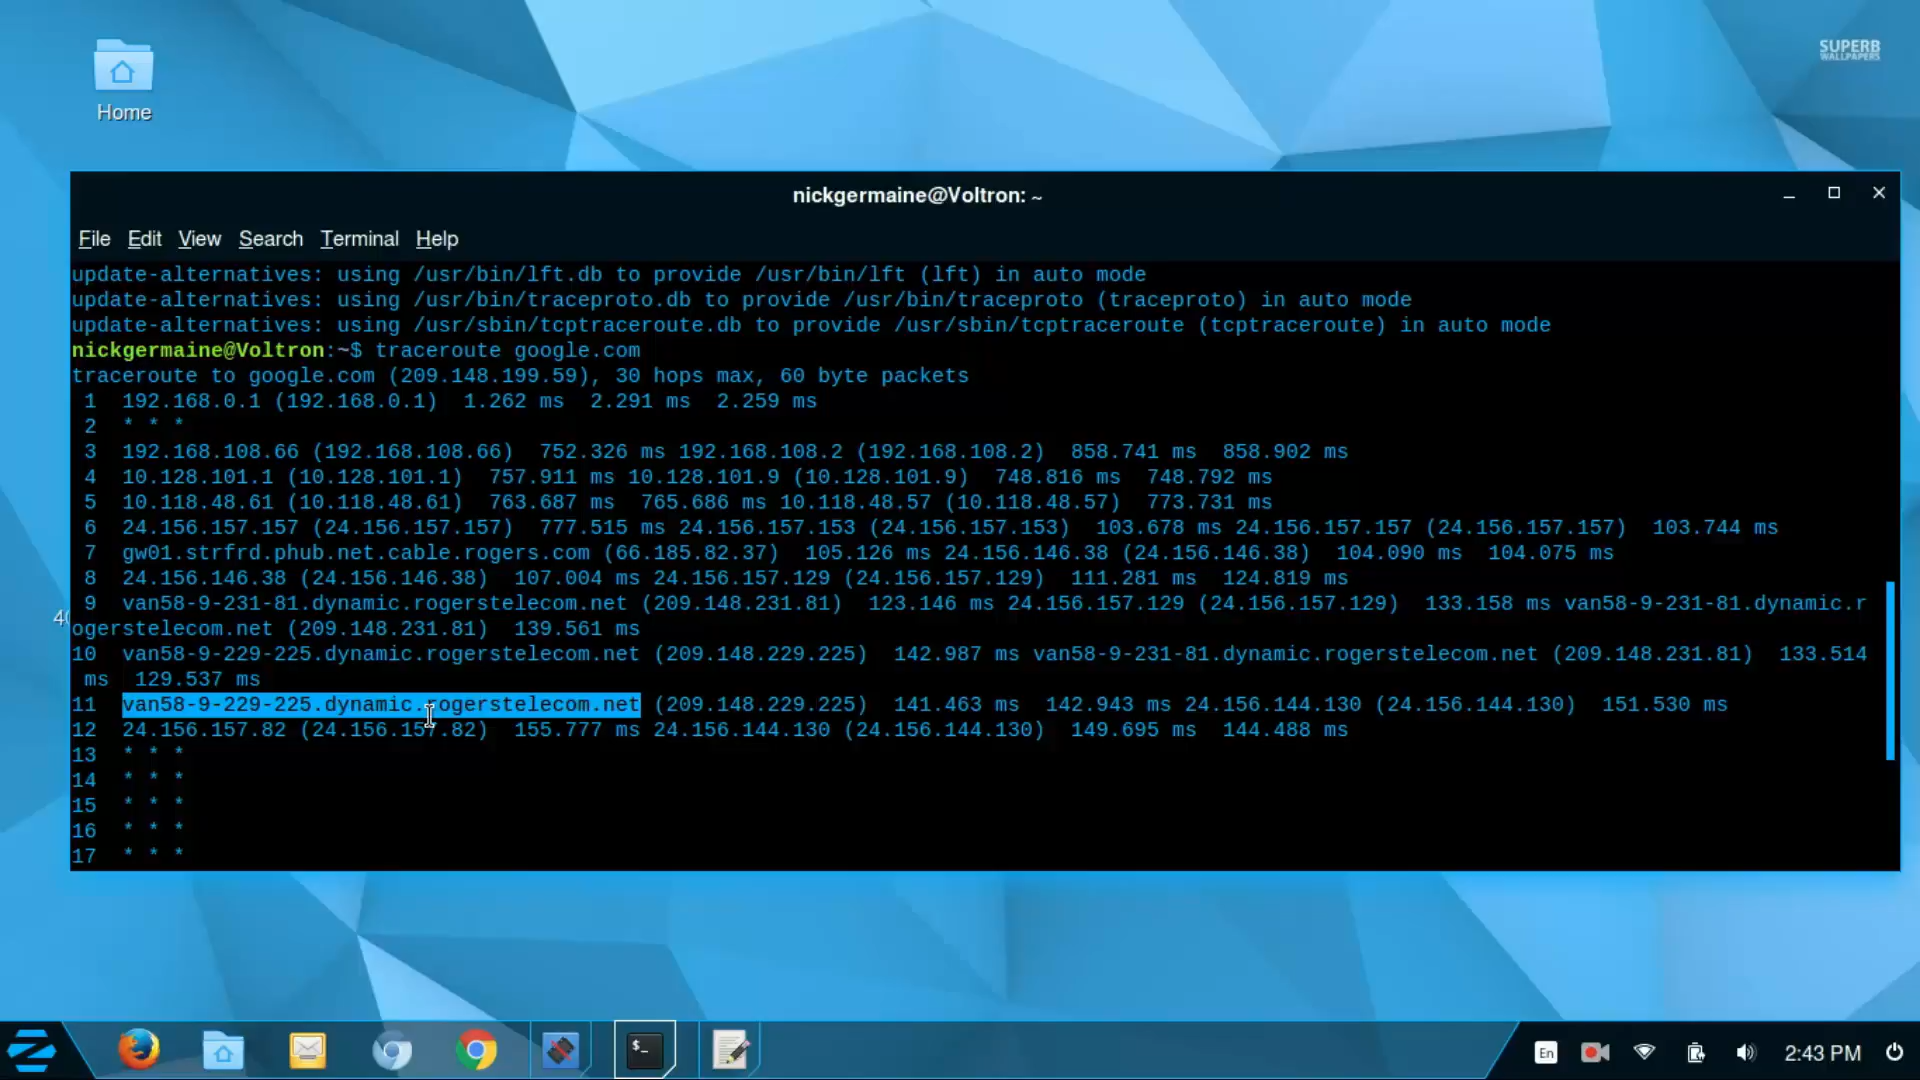 Home
SUPERB
WALLPAPERS
nickgermaine@Voltron: ~
File Edit View Search Terminal Help
update-alternatives: using /usr/bin/lft.db to provide /usr/bin/lft (lft) in auto mode
update-alternatives: using /usr/bin/traceproto.db to provide /usr/bin/traceproto (traceproto) in auto mode
update-alternatives: using /usr/sbin/tcptraceroute.db to provide /usr/sbin/tcptraceroute (tcptraceroute) in auto mode
nickgermaine@Voltron:~$ traceroute google.com
traceroute to google.com (209.148.199.59), 30 hops max, 60 byte packets
1 192.168.0.1 (192.168.0.1) 1.262 ms 2.291 ms 2.259 ms
2 * * *
3 192.168.108.66 (192.168.108.66) 752.326 ms 192.168.108.2 (192.168.108.2) 858.741 ms 858.902 ms
4 10.128.101.1 (10.128.101.1) 757.911 ms 10.128.101.9 (10.128.101.9) 748.816 ms 748.792 ms
5 10.118.48.61 (10.118.48.61) 763.687 ms 765.686 ms 10.118.48.57 (10.118.48.57) 773.731 ms
6 24.156.157.157 (24.156.157.157) 777.515 ms 24.156.157.153 (24.156.157.153) 103.678 ms 24.156.157.157 (24.156.157.157) 103.744 ms
7 gw01.strfrd.phub.net.cable.rogers.com (66.185.82.37) 105.126 ms 24.156.146.38 (24.156.146.38) 104.090 ms 104.075 ms
8 24.156.146.38 (24.156.146.38) 107.004 ms 24.156.157.129 (24.156.157.129) 111.281 ms 124.819 ms
9 van58-9-231-81.dynamic.rogerstelecom.net (209.148.231.81) 123.146 ms 24.156.157.129 (24.156.157.129) 133.158 ms van58-9-231-81.dynamic.r
40
ogerstelecom.net (209.148.231.81) 139.561 ms
10 van58-9-229-225.dynamic.rogerstelecom.net (209.148.229.225) 142.987 ms van58-9-231-81.dynamic.rogerstelecom.net (209.148.231.81) 133.514
ms 129.537 ms
11 van58-9-229-225.dynamic.rogerstelecom.net (209.148.229.225) 141.463 ms 142.943 ms 24.156.144.130 (24.156.144.130) 151.530 ms
12 24.156.157.82 (24.156.157.82) 155.777 ms 24.156.144.130 (24.156.144.130) 149.695 ms 144.488 ms
13 * * *
14 * * *
15 * * *
16 * * *
17 * * *
$_
En
2:43 PM